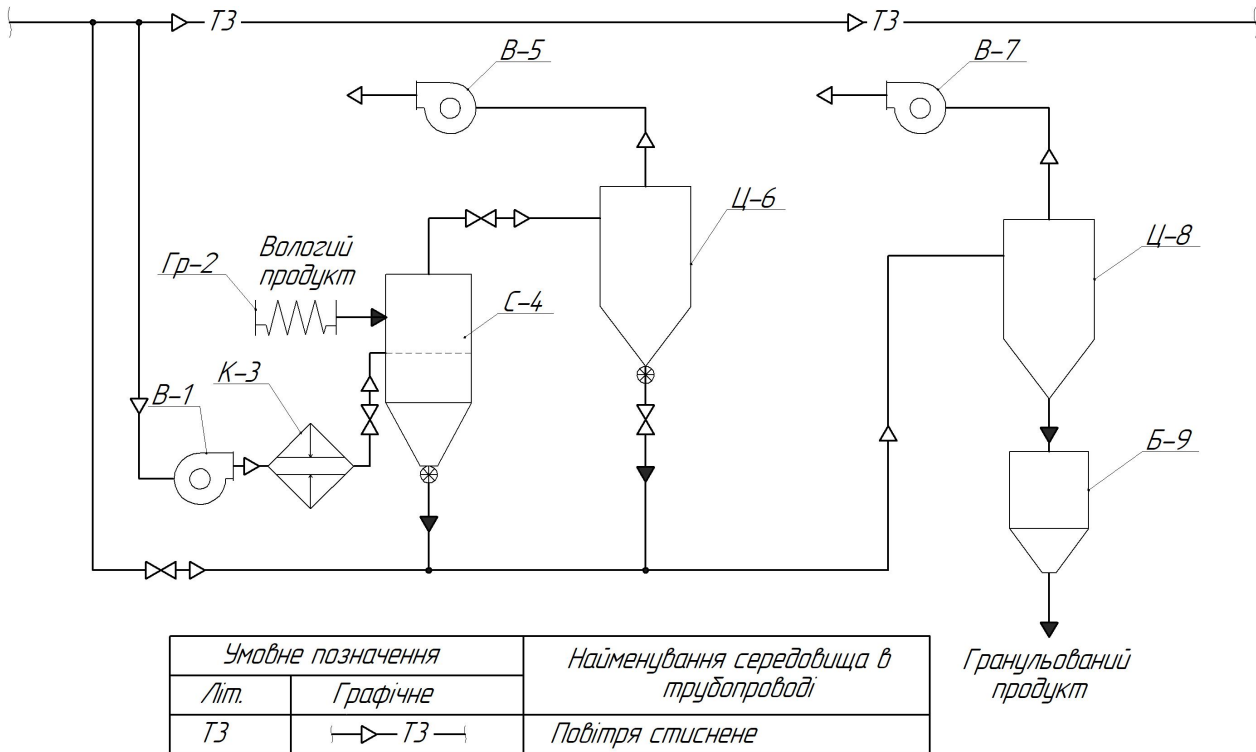 Т3
Т3
В-5
В-7
Ц-6
Ц-8
Вологий
продукт
Гр-2
С-4
К-3
В-1
Б-9
Гранульований
продукт
Умовне позначення
Найменування середовища в
трубопроводі
Літ.
Графічне
Т3
Т3
Повітря стиснене